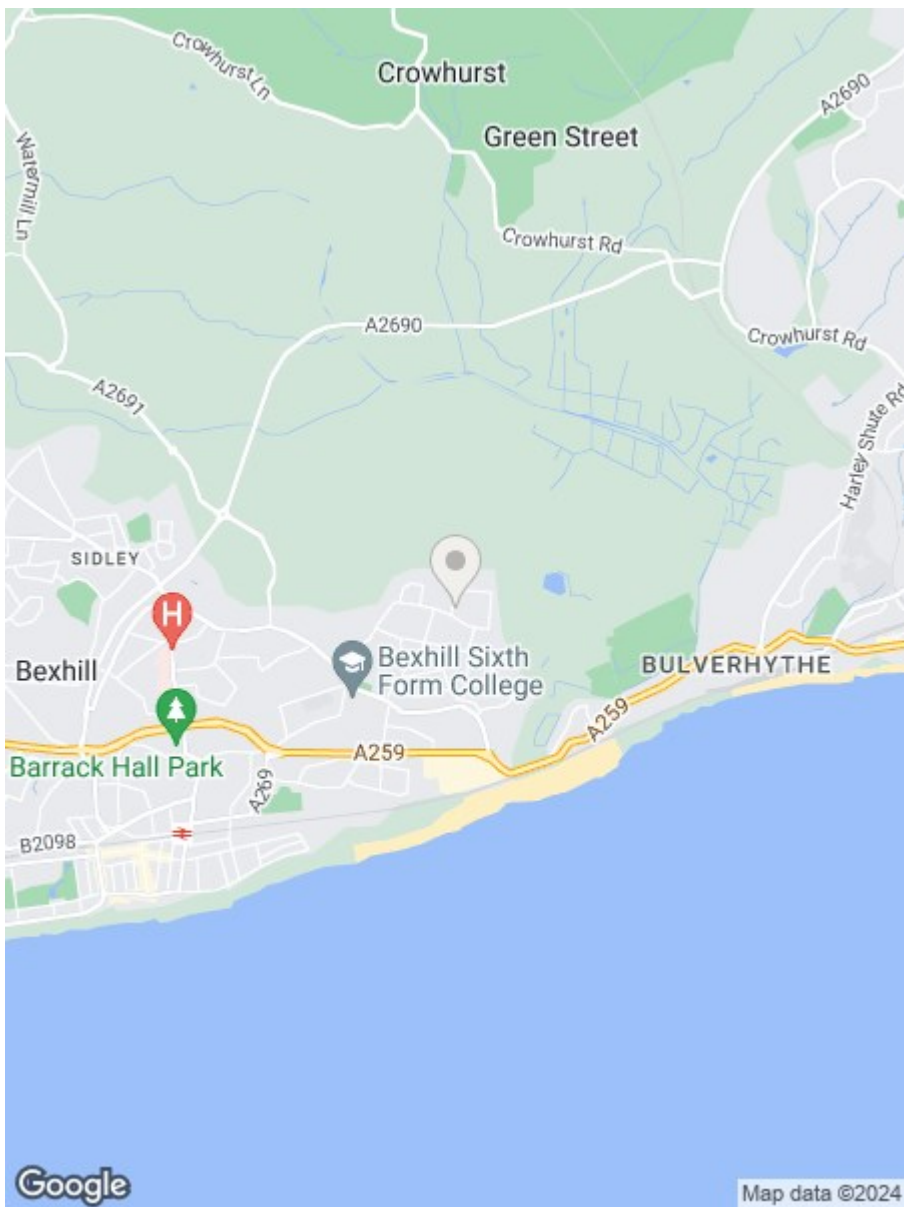 Crowhurst Ln
Crowhurst
A2690
Green Street
Watermill Ln
Crowhurst Rd
A2690
Crowhurst Rd
A2691
Harley Shute Rd
SIDLEY
H
Bexhill
Bexhill Sixth
Form College
BULVERHYTHE
A259
A259
Barrack Hall Park
A269
B2098
Google
Map data ©2024